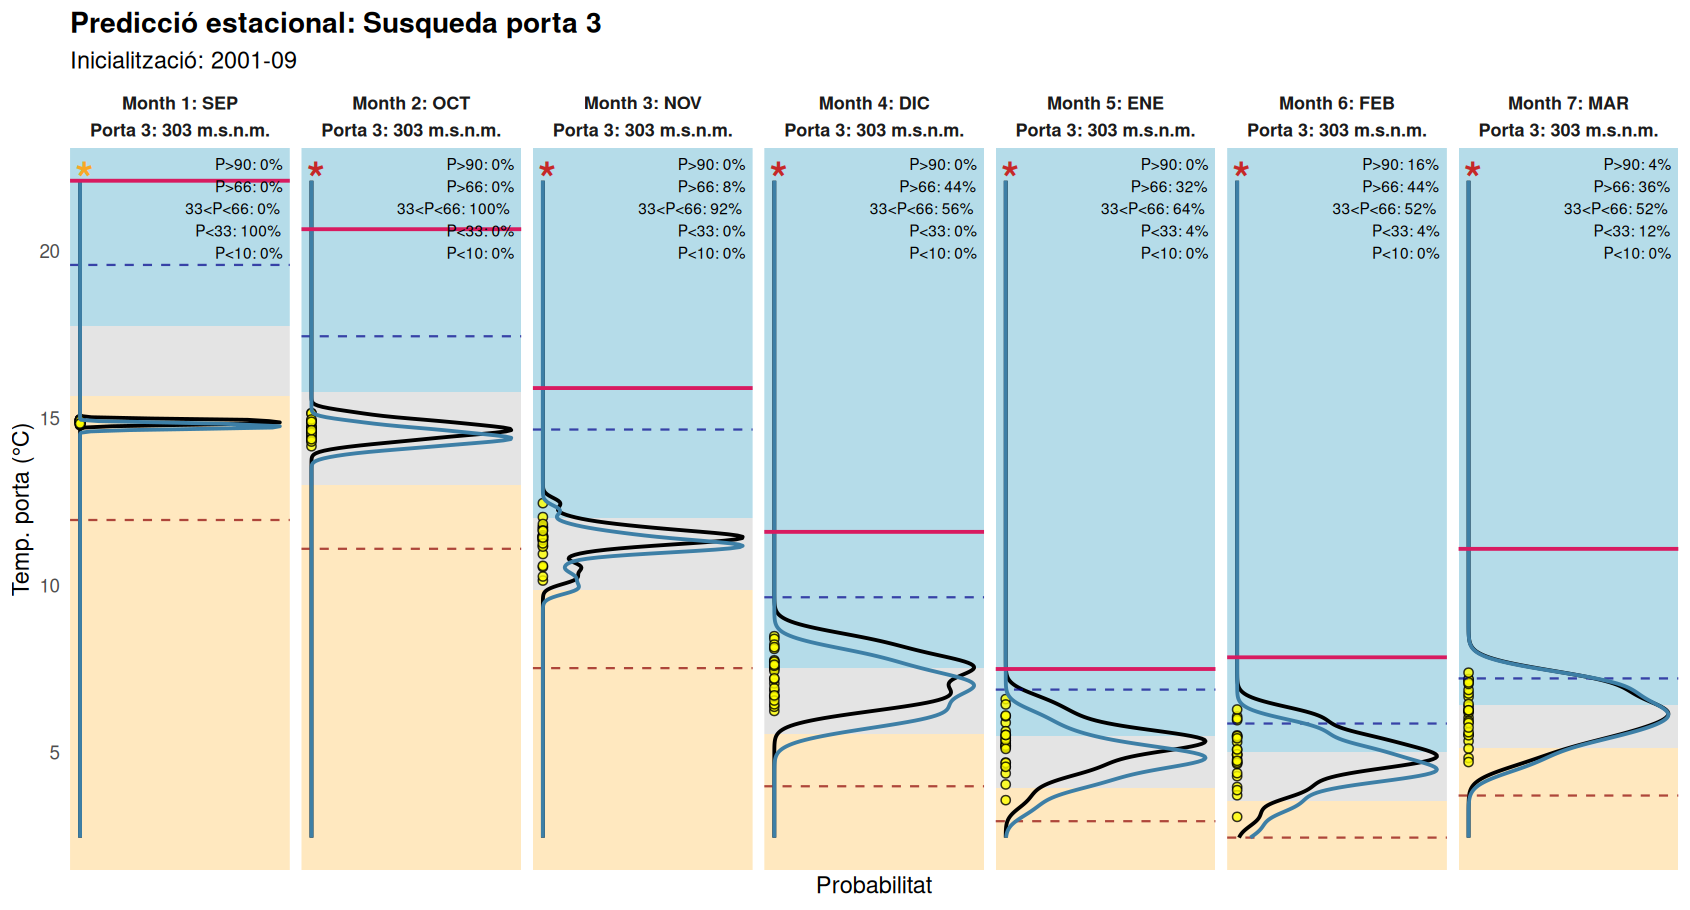 Predicció estacional: Susqueda porta 3
Inicialització: 2001-09
Month 1: SEP
Porta 3: 303 m.s.n.m.
P>90: 0%
P>66: 0%
33<P<66: 0%
P<33: 100%
P<10: 0%
Month 2: OCT
Porta 3: 303 m.s.n.m.
*
P>90: 0%
P>66: 0%
33<P<66: 100%
P<33: 0%
P<10: 0%
Month 3: NOV
Porta 3: 303 m.s.n.m.
*
P>90: 0%
P>66: 8%
33<P<66: 92%
P<33: 0%
P<10: 0%
Month 4: DIC
Porta 3: 303 m.s.n.m.
*
P>90: 0%
P>66: 44%
33<P<66: 56%
P<33: 0%
P<10: 0%
Month 5: ENE
Porta 3: 303 m.s.n.m.
*
P>90: 0%
P>66: 32%
33<P<66: 64%
P<33: 4%
P<10: 0%
Month 6: FEB
Porta 3: 303 m.s.n.m.
*
P>90: 16%
P>66: 44%
33<P<66: 52%
P<33: 4%
P<10: 0%
Month 7: MAR
Porta 3: 303 m.s.n.m.
*
P>90: 4%
P>66: 36%
33<P<66: 52%
P<33: 12%
P<10: 0%
20
15
10
5
Temp. porta (°C)
Probabilitat